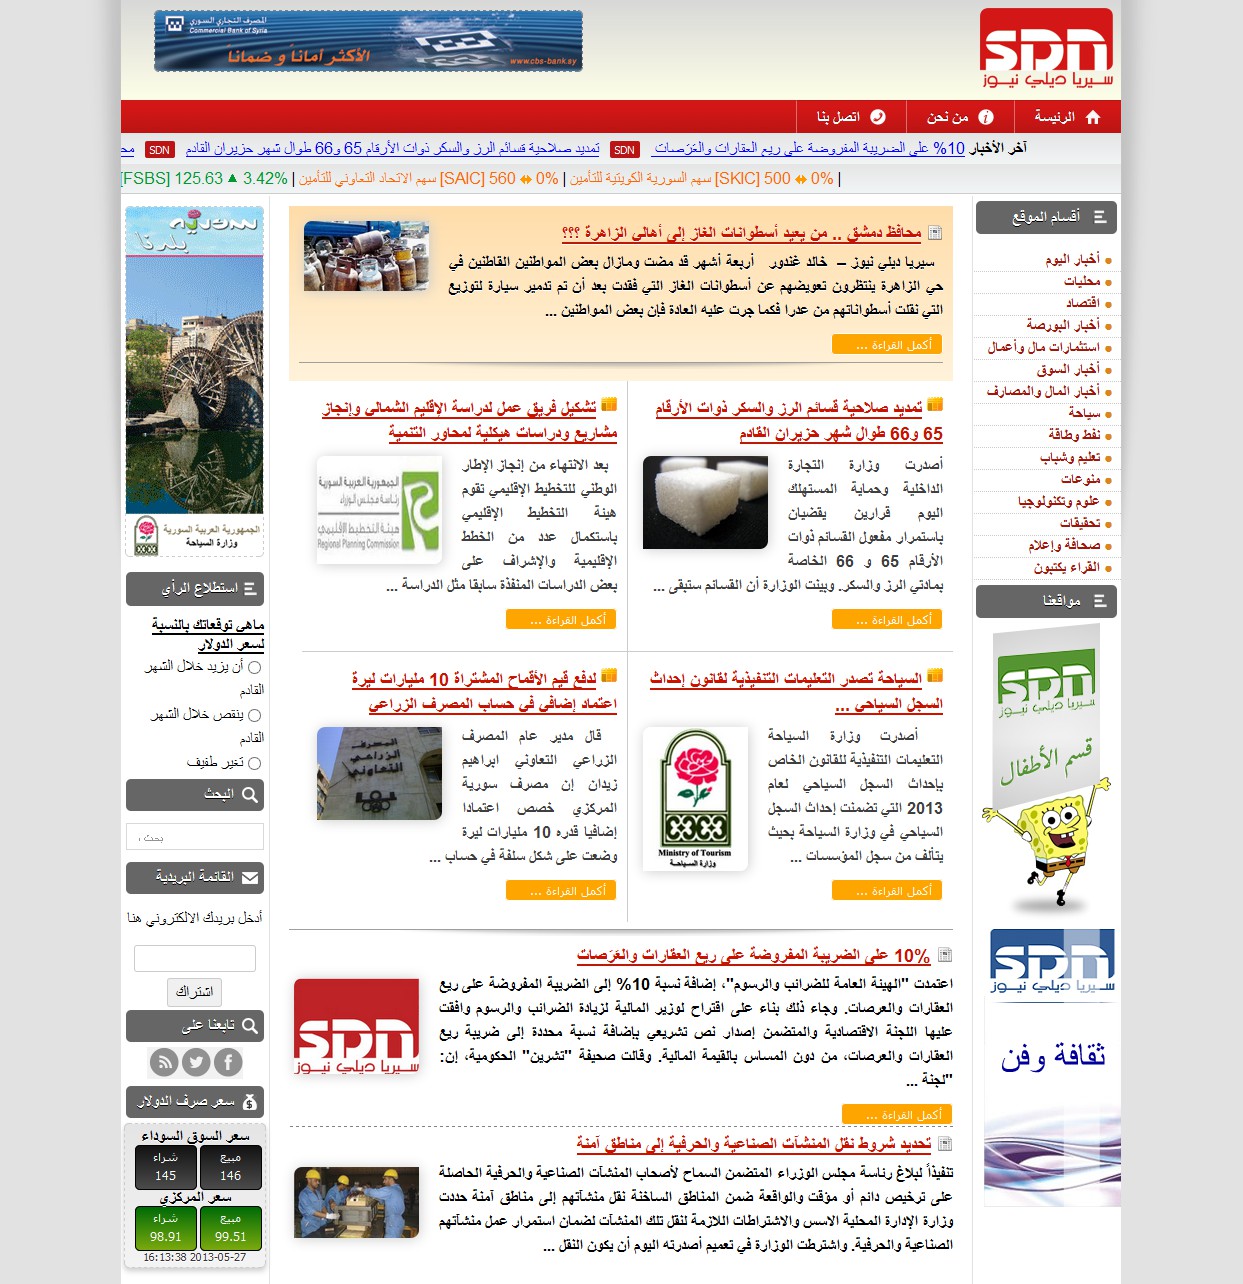 المصرف التجاري السوري
Commercial Bank of Syria
الأكثر أماناً و ضماناً
www.cbs-bank.sy
SDN
سيريا ديلي نيوز
الرئيسة
من نحن
اتصل بنا
آخر الأخبار 10% على الضريبة المفروضة على ريع العقارات والعَرَصات SDN تمديد صلاحية قسائم الرز والسكر ذوات الأرقام 65 و66 طوال شهر حزيران القادم SDN
| [SKIC] 500 0% سهم السورية الكويتية للتأمين | [SAIC] 560 0% سهم الاتحاد التعاوني للتأمين | [FSBS] 125.63 3.42%
أقسام الموقع
أخبار اليوم
محليات
اقتصاد
أخبار البورصة
استثمارات مال وأعمال
أخبار السوق
أخبار المال والمصارف
سياحة
نفط وطاقة
تعليم وشباب
منوعات
علوم وتكنولوجيا
تحقيقات
صحافة وإعلام
القراء يكتبون
مواقعنا
SDN
سيريا ديلي نيوز
قسم الأطفال
SDN
سيريا ديلي نيوز
ثقافة وفن
محافظ دمشق .. من يعيد أسطوانات الغاز إلى أهالي الزاهرة ؟؟؟
سيريا ديلي نيوز – خالد غندور أربعة أشهر قد مضت ومازال بعض المواطنين القاطنين في
حي الزاهرة ينتظرون تعويضهم عن أسطوانات الغاز التي فقدت بعد أن تم تدمير سيارة لتوزيع
التي نقلت أسطواناتهم من عدرا فكما جرت عليه العادة فإن بعض المواطنين ...
أكمل القراءة ...
تمديد صلاحية قسائم الرز والسكر ذوات الأرقام
65 و66 طوال شهر حزيران القادم
أصدرت وزارة التجارة
الداخلية وحماية المستهلك
اليوم قرارين يقضيان
باستمرار مفعول القسائم ذوات
الأرقام 65 و 66 الخاصة
بمادتي الرز والسكر. وبينت الوزارة أن القسائم ستبقى ...
أكمل القراءة ...
تشكيل فريق عمل لدراسة الإقليم الشمالي وإنجاز
مشاريع ودراسات هيكلية لمحاور التنمية
بعد الانتهاء من إنجاز الإطار
الوطني للتخطيط الإقليمي تقوم
هيئة التخطيط الإقليمي
باستكمال عدد من الخطط
الإقليمية والإشراف على
بعض الدراسات المنفذة سابقا مثل الدراسة ...
الجمهورية العربية السورية
رئاسة مجلس الوزراء
هيئة التخطيط الإقليمي
Regional Planning Commission
أكمل القراءة ...
السياحة تصدر التعليمات التنفيذية لقانون إحداث
السجل السياحي ...
أصدرت وزارة السياحة
التعليمات التنفيذية للقانون الخاص
بإحداث السجل السياحي لعام
2013 التي تضمنت إحداث السجل
السياحي في وزارة السياحة بحيث
يتألف من سجل المؤسسات ...
Ministry of Tourism
وزارة السياحة
أكمل القراءة ...
لدفع قيم الأقماح المشتراة 10 مليارات ليرة
اعتماد إضافي في حساب المصرف الزراعي
قال مدير عام المصرف
الزراعي التعاوني ابراهيم
زيدان إن مصرف سورية
المركزي خصص اعتمادا
إضافيا قدره 10 مليارات ليرة
وضعت على شكل سلفة في حساب ...
المصرف
الزراعي
التعاوني
أكمل القراءة ...
10% على الضريبة المفروضة على ريع العقارات والعَرَصات
اعتمدت "الهيئة العامة للضرائب والرسوم"، إضافة نسبة 10% إلى الضريبة المفروضة على ريع
العقارات والعرصات. وجاء ذلك بناء على اقتراح لوزير المالية لزيادة الضرائب والرسوم وافقت
عليها اللجنة الاقتصادية والمتضمن إصدار نص تشريعي بإضافة نسبة محددة إلى ضريبة ريع
العقارات والعرصات، من دون المساس بالقيمة المالية. وقالت صحيفة "تشرين" الحكومية، إن:
"لجنة ...
SDN
سيريا ديلي نيوز
أكمل القراءة ...
تحديد شروط نقل المنشآت الصناعية والحرفية إلى مناطق آمنة
تنفيذاً لبلاغ رئاسة مجلس الوزراء المتضمن السماح لأصحاب المنشآت الصناعية والحرفية الحاصلة
على ترخيص دائم أو مؤقت والواقعة ضمن المناطق الساخنة نقل منشآتهم إلى مناطق آمنة حددت
وزارة الإدارة المحلية الاسس والاشتراطات اللازمة لنقل تلك المنشآت لضمان استمرار عمل منشآتهم
الصناعية والحرفية. واشترطت الوزارة في تعميم أصدرته اليوم أن يكون النقل ...
سورية
بلدنا
الجمهورية العربية السورية
وزارة السياحة
استطلاع الرأي
ماهي توقعاتك بالنسبة
لسعر الدولار
أن يزيد خلال الشهر
القادم
ينقص خلال الشهر
القادم
تغير طفيف
البحث
بحث ،
القائمة البريدية
أدخل بريدك الالكتروني هنا
اشتراك
تابعنا على
سعر صرف الدولار
سعر السوق السوداء
مبيع
146
شراء
145
سعر المركزي
مبيع
99.51
شراء
98.91
16:13:38 2013-05-27